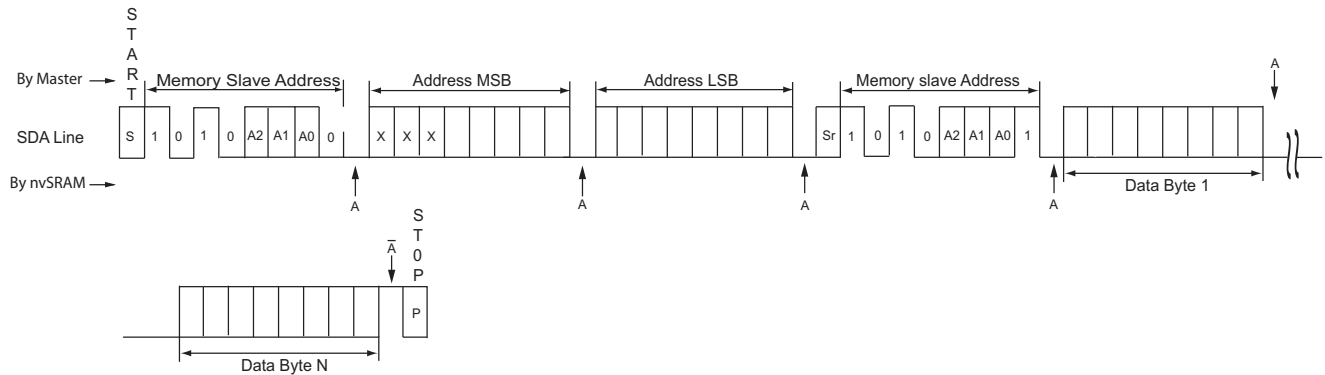 START
By Master
Memory Slave Address
Address MSB
Address LSB
Memory slave Address
A
SDA Line
S 1 0 1 0 A2 A1 A0 0 X X X Sr 1 0 1 0 A2 A1 A0 1
By nvSRAM
A A A A
Data Byte 1
ST0P
A̅
P
Data Byte N